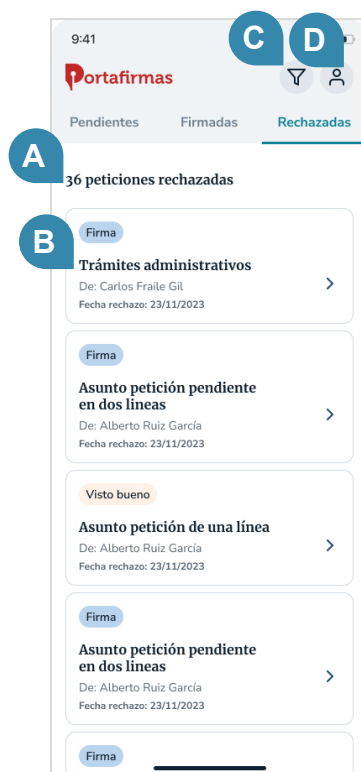 C D
9:41
Portafirmas
Pendientes Firmadas Rechazadas
A
36 peticiones rechazadas
B
Firma
Trámites administrativos
De: Carlos Fraile Gil
Fecha rechazo: 23/11/2023
Firma
Asunto petición pendiente
en dos lineas
De: Alberto Ruiz García
Fecha rechazo: 23/11/2023
Visto bueno
Asunto petición de una línea
De: Alberto Ruiz García
Fecha rechazo: 23/11/2023
Firma
Asunto petición pendiente
en dos lineas
De: Alberto Ruiz García
Fecha rechazo: 23/11/2023
Firma